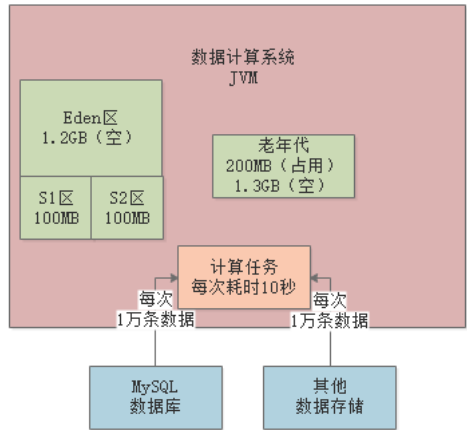 数据计算系统
JVM
Eden区
1.2GB（空）
S1区
100MB
S2区
100MB
老年代
200MB（占用）
1.3GB（空）
计算任务
每次耗时10秒
每次
1万条数据
每次
1万条数据
MySQL
数据库
其他
数据存储